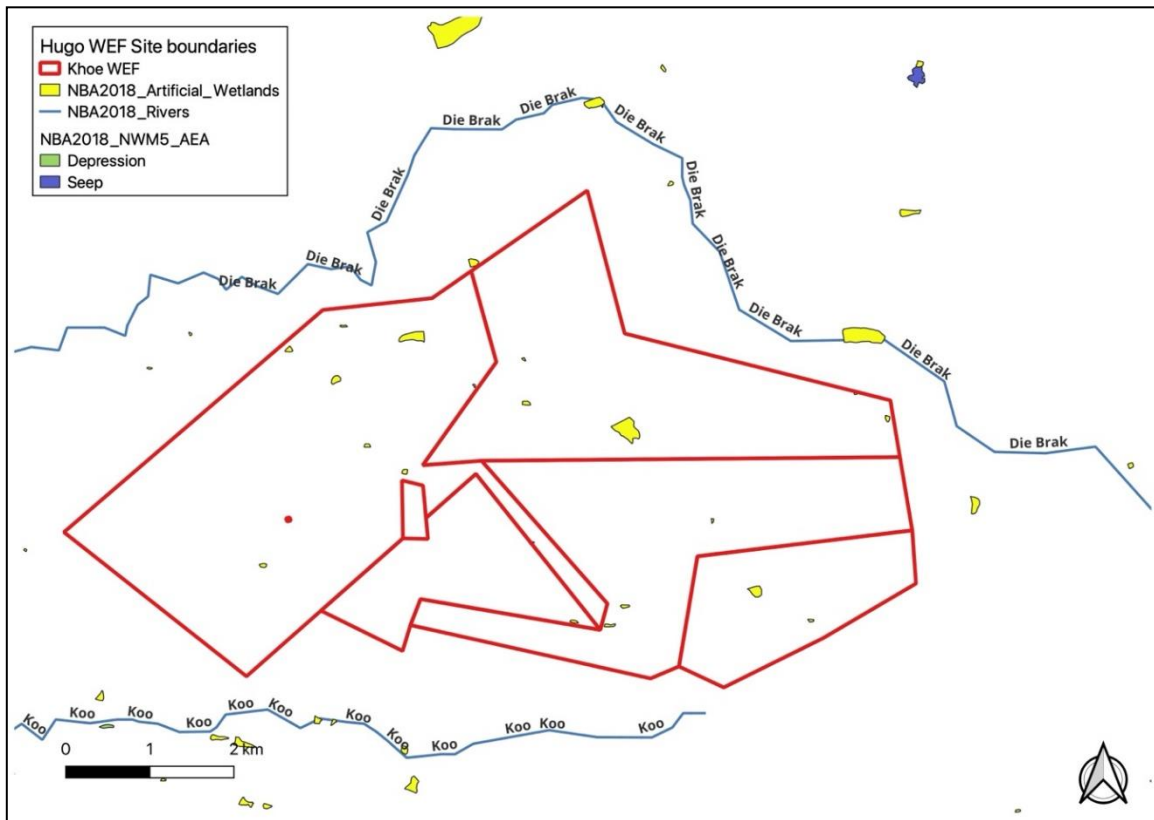 Hugo WEF Site boundaries
Khoe WEF
NBA2018_Artificial_Wetlands
NBA2018_Rivers
NBA2018_NWM5_AEA
Depression
Seep
Die Brak
Die Brak
Die Brak
Die Brak
Die Brak
Die Brak
Die Brak
Die Brak
Die Brak
Die Brak
Die Brak
Die Brak
Koo
Koo
Koo
Koo
Koo
Koo
Koo
Koo
Koo
Koo
Koo
Koo
0 1 2 km